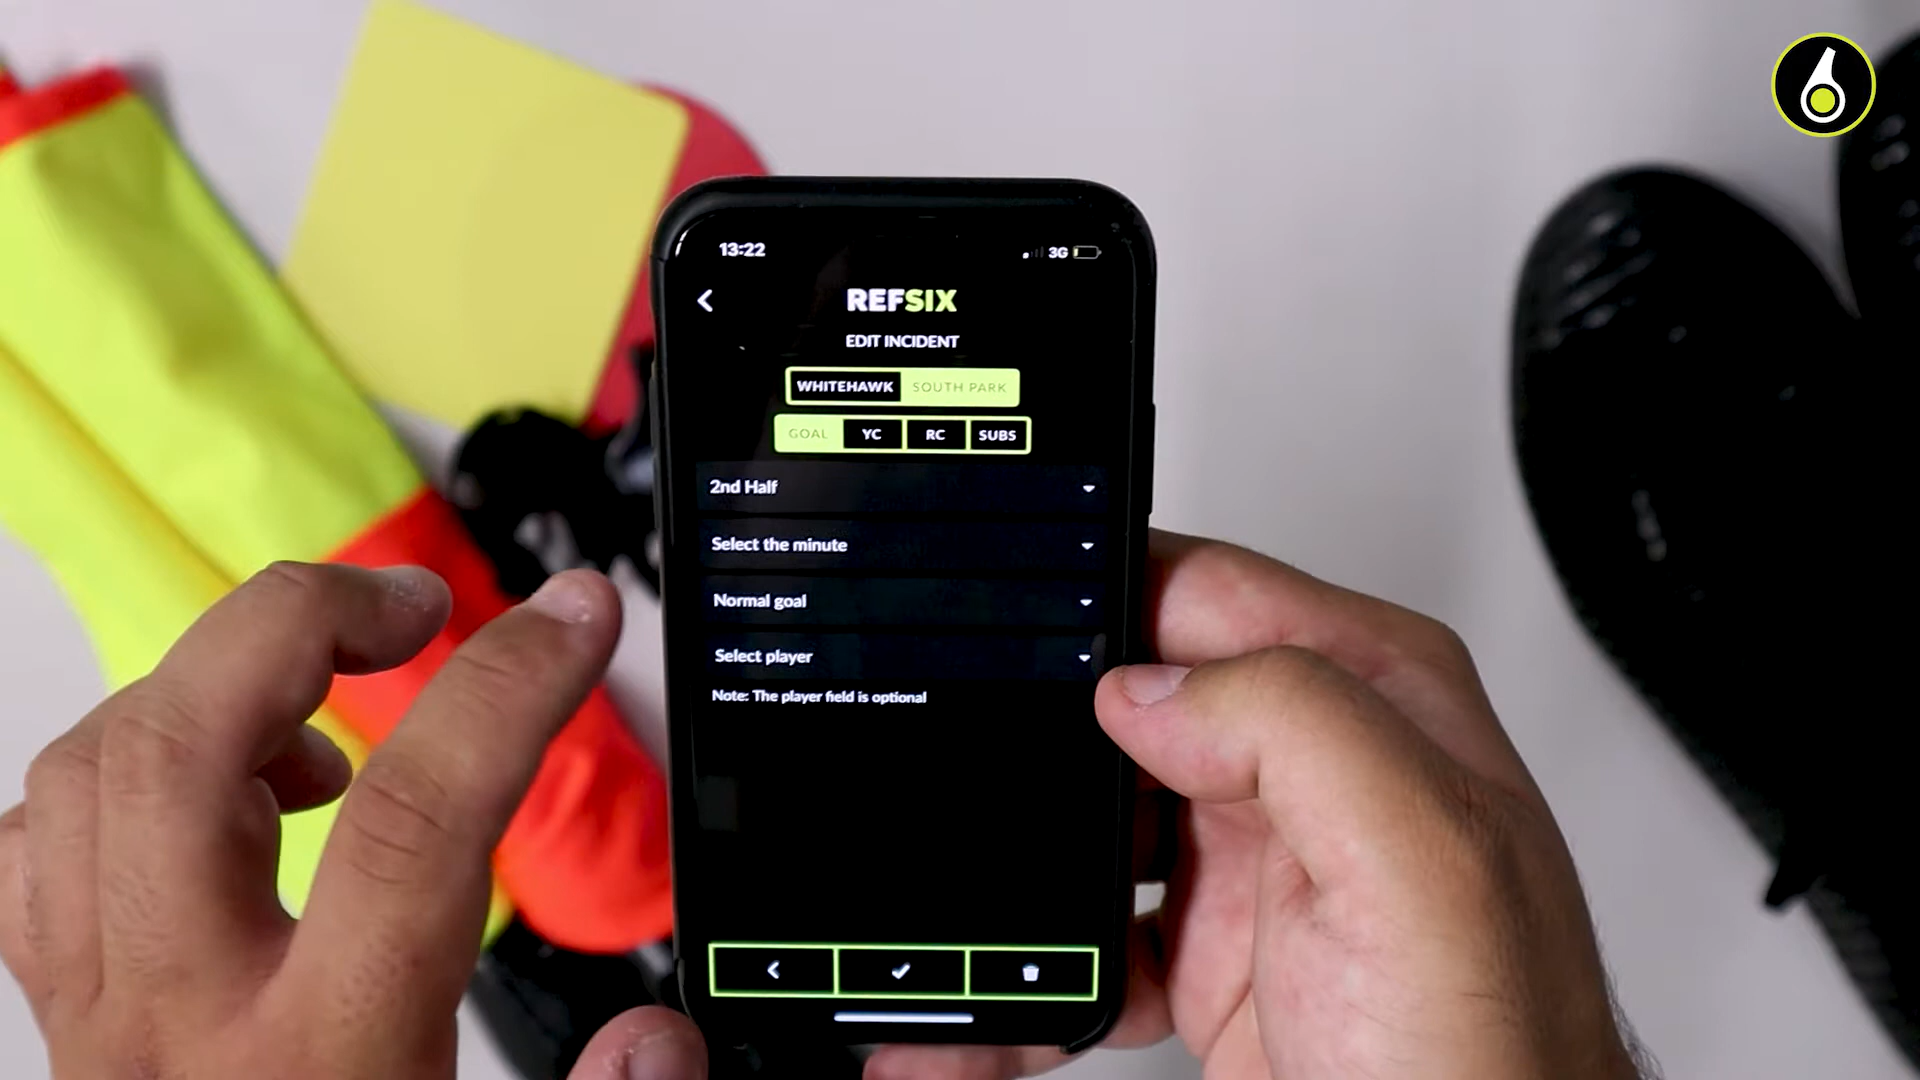 13:22
3G
REFSIX
EDIT INCIDENT
WHITEHAWK SOUTH PARK
GOAL YC RC SUBS
2nd Half
Select the minute
Normal goal
Select player
Note: The player field is optional